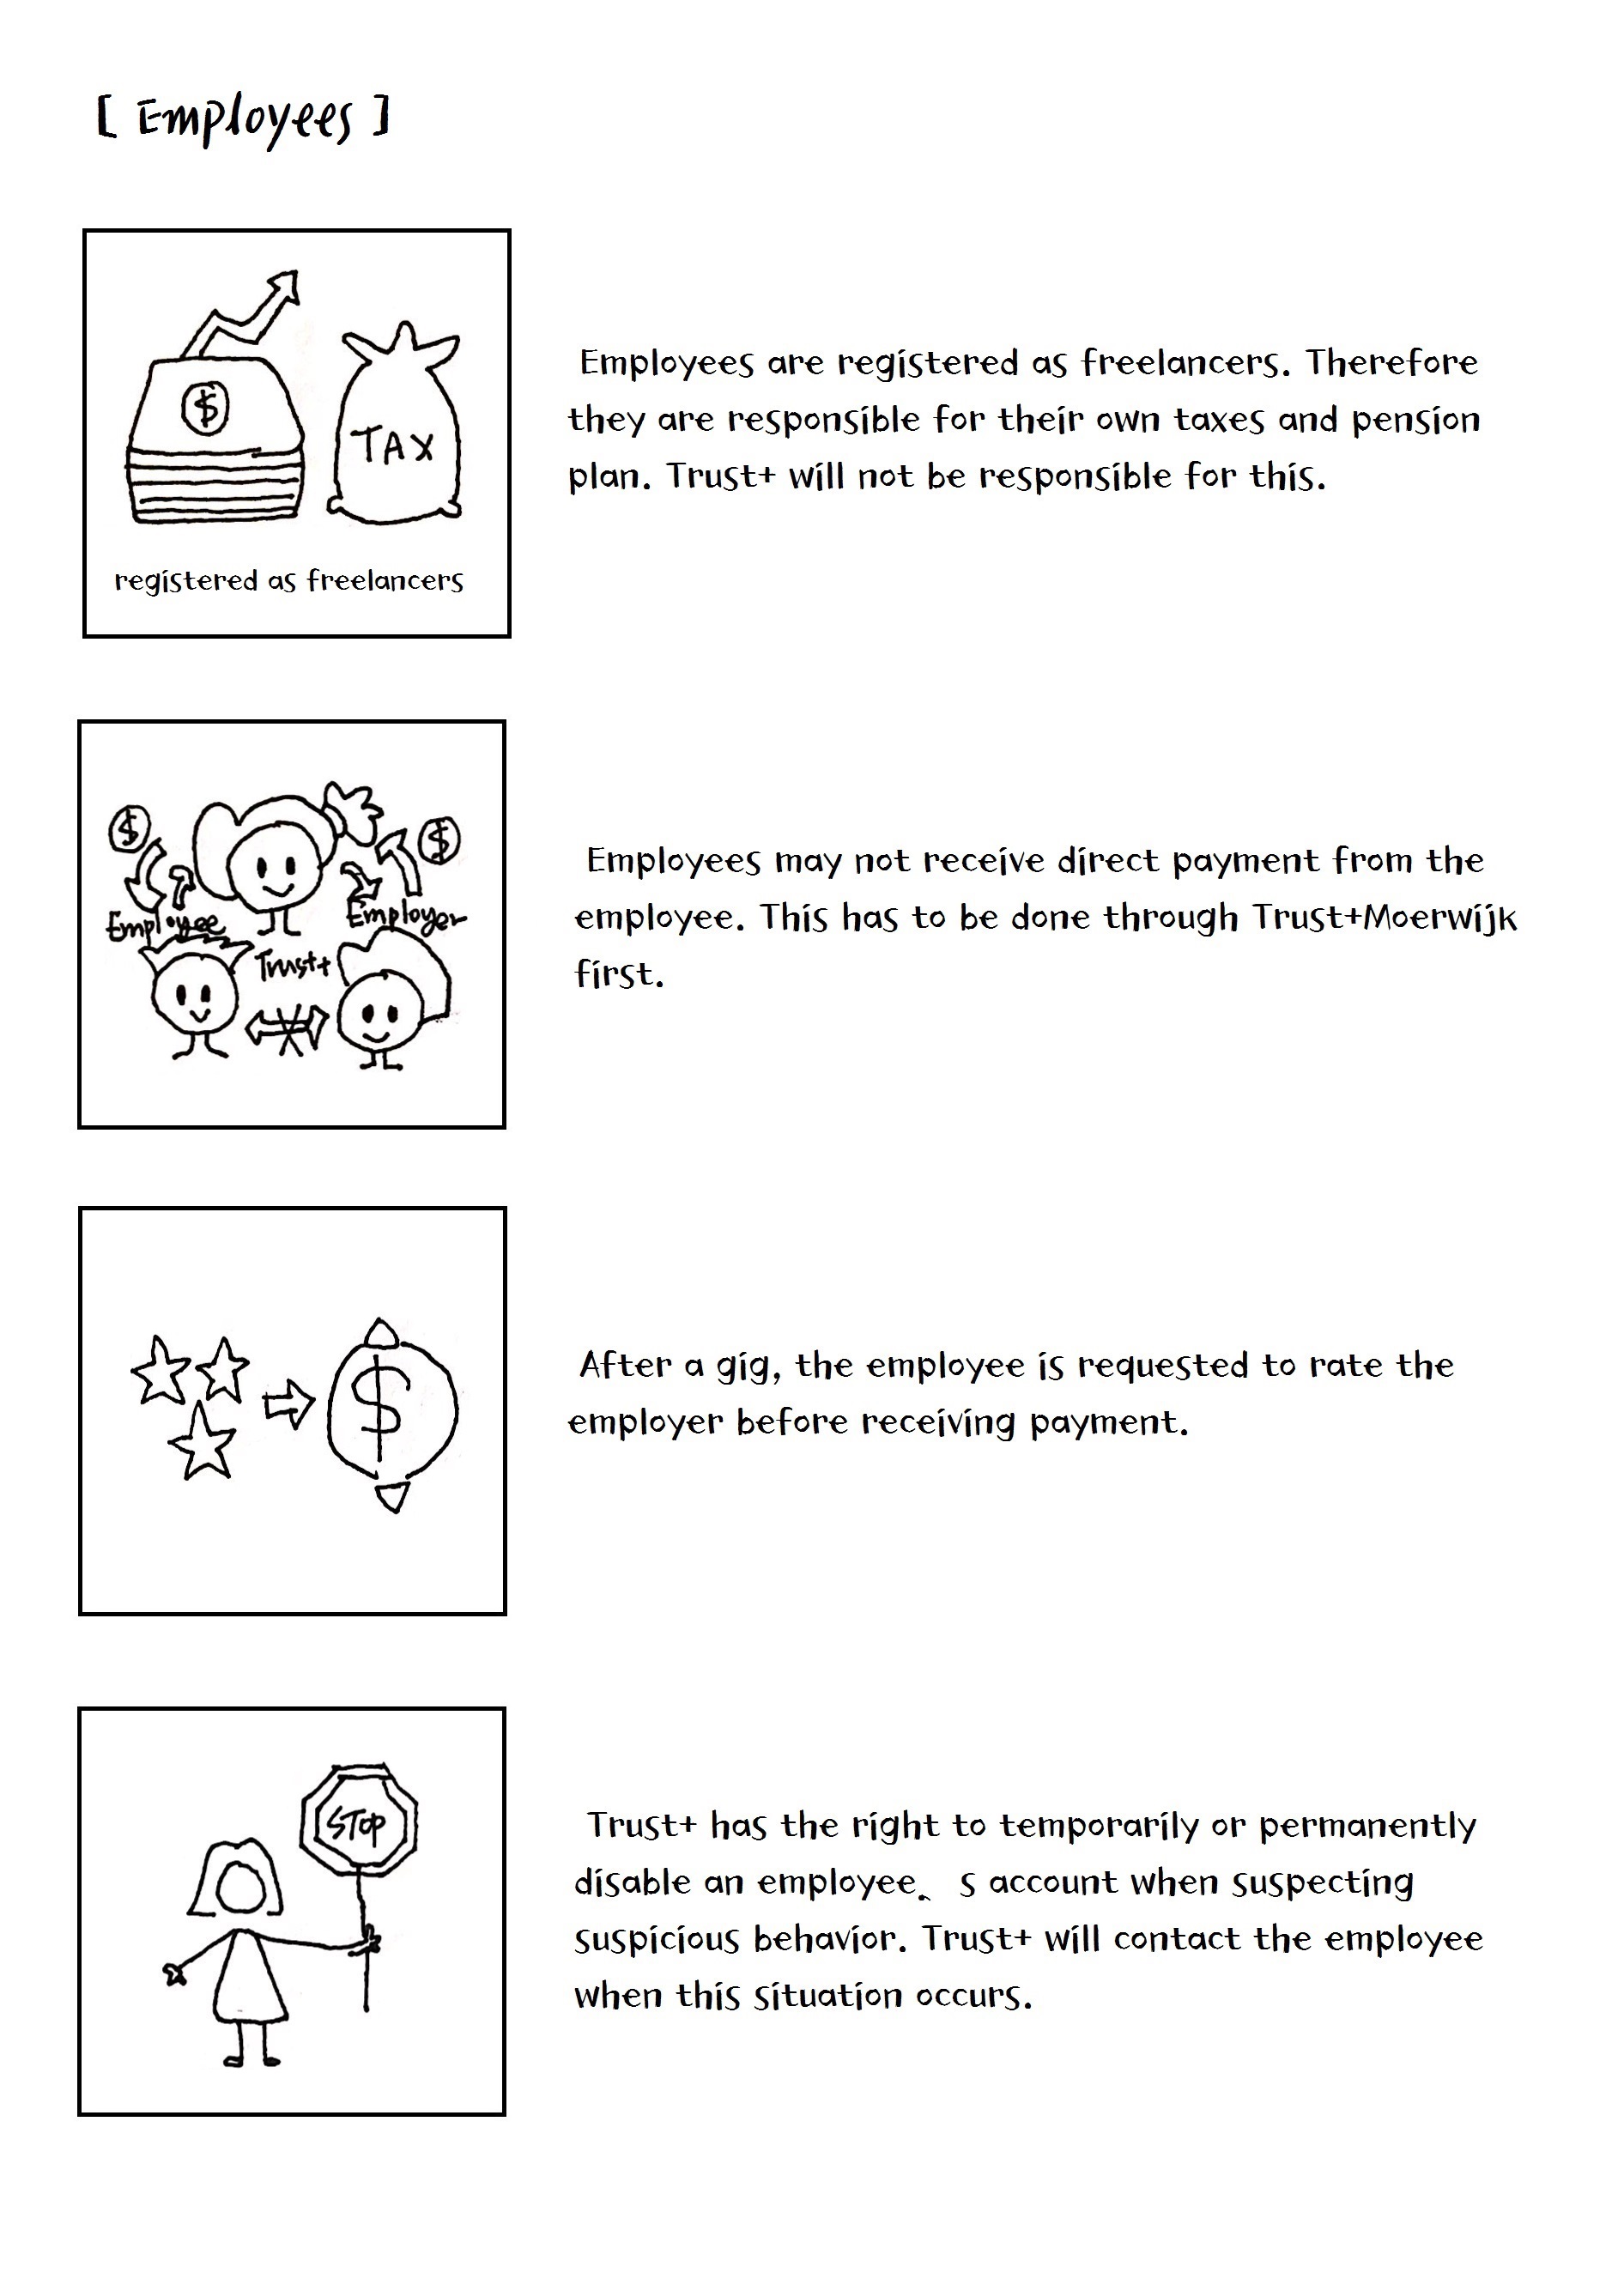 [ Employees ]
$
TAX
registered as freelancers
Employees are registered as freelancers. Therefore
they are responsible for their own taxes and pension
plan. Trust+ will not be responsible for this.
$
$
Employee
Employer
Trust+
Employees may not receive direct payment from the
employee. This has to be done through Trust+Moerwijk
first.
$
After a gig, the employee is requested to rate the
employer before receiving payment.
STOP
Trust+ has the right to temporarily or permanently
disable an employee、s account when suspecting
suspicious behavior. Trust+ will contact the employee
when this situation occurs.